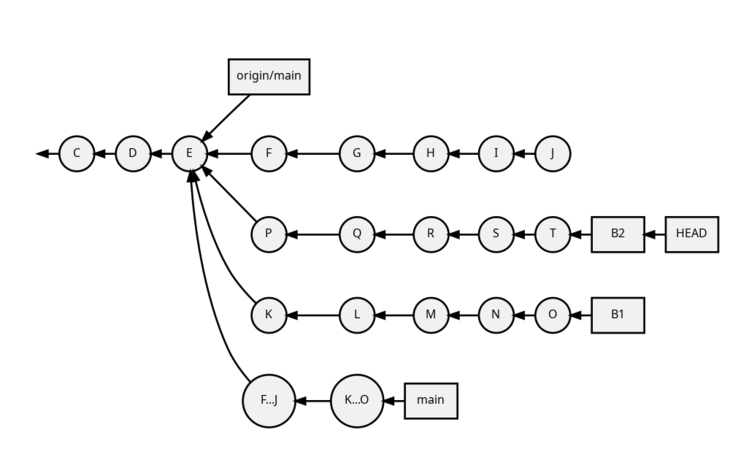 origin/main
C D E F G H I J
P Q R S T B2 HEAD
K L M N O B1
F...J K...O main